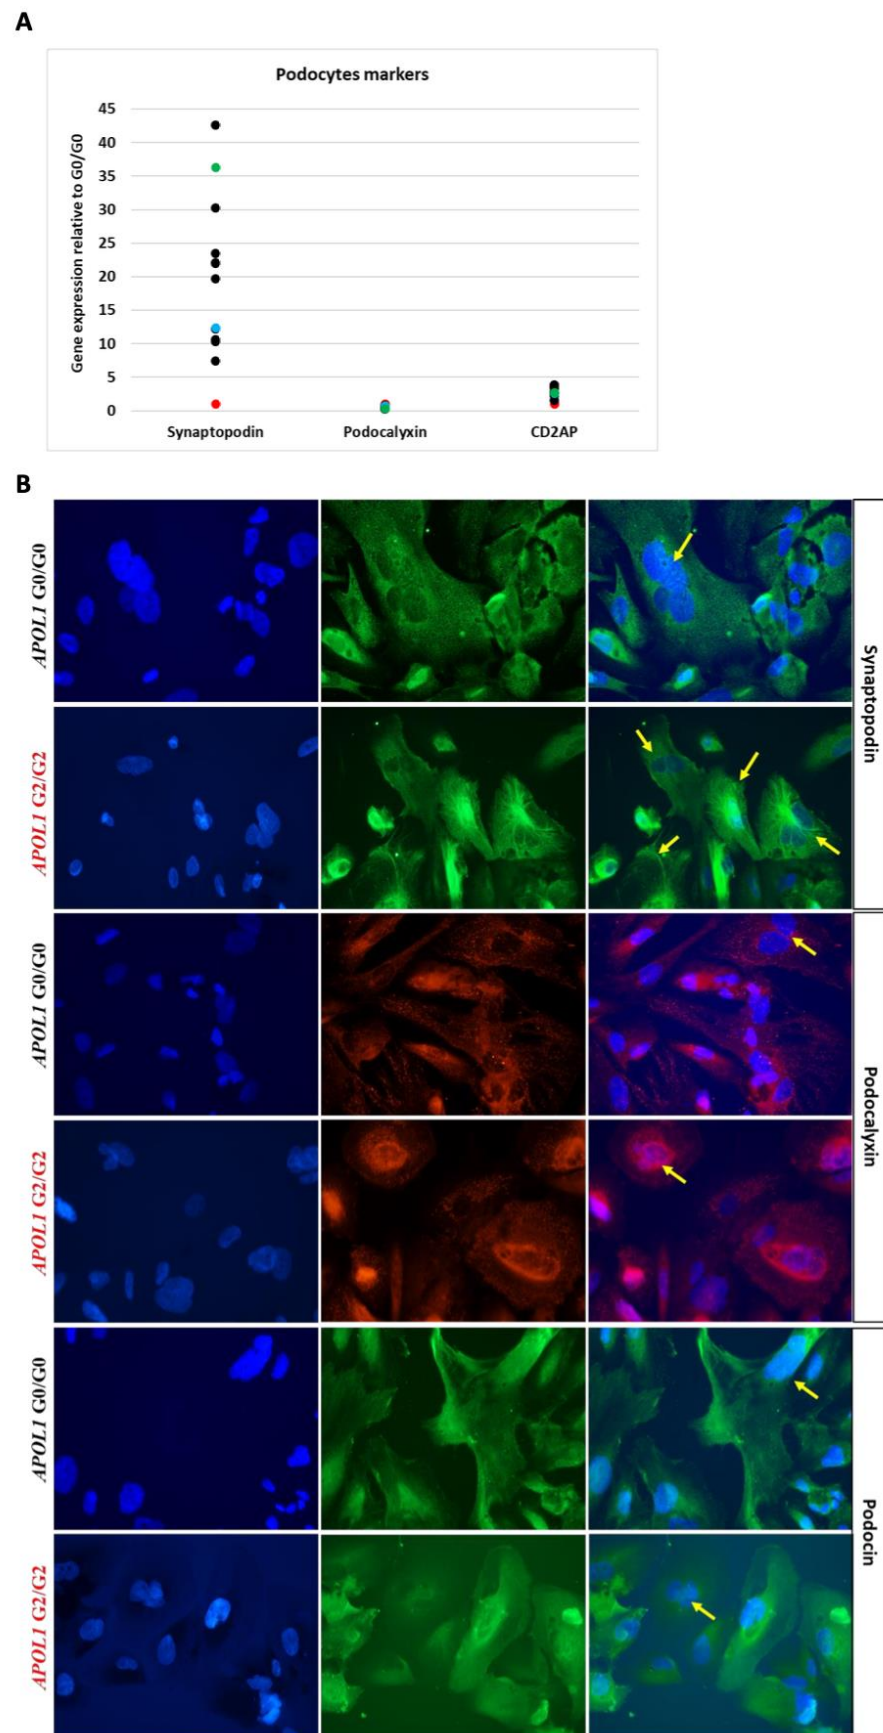 A
Podocytes markers
Gene expression relative to G0/G0
45
40
35
30
25
20
15
10
5
0
Synaptopodin
Podocalyxin
CD2AP
B
APOL1 G0/G0
APOL1 G2/G2
Synaptopodin
APOL1 G0/G0
APOL1 G2/G2
Podocalyxin
APOL1 G0/G0
APOL1 G2/G2
Podocin